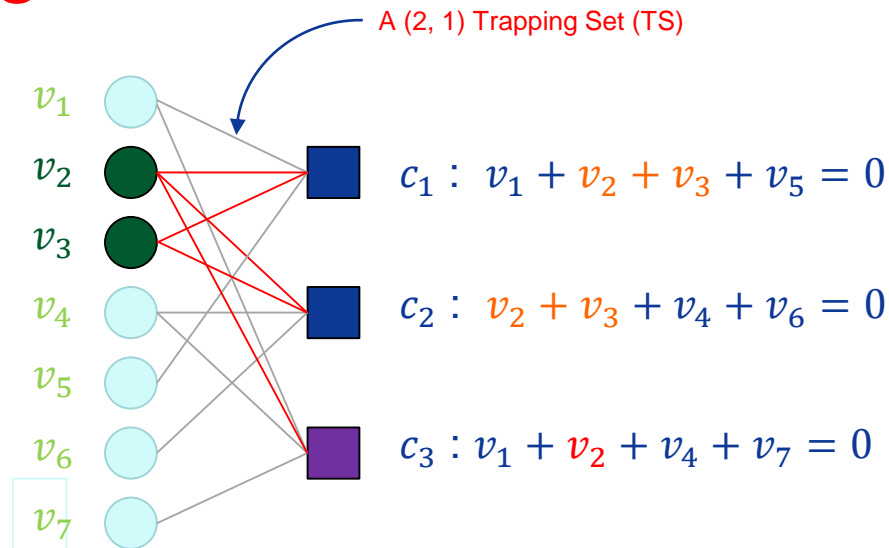 A (2, 1) Trapping Set (TS)
v₁
v₂
c₁ : v₁ + v₂ + v₃ + v₅ = 0
v₃
v₄
c₂ : v₂ + v₃ + v₄ + v₆ = 0
v₅
v₆
c₃ : v₁ + v₂ + v₄ + v₇ = 0
v₇